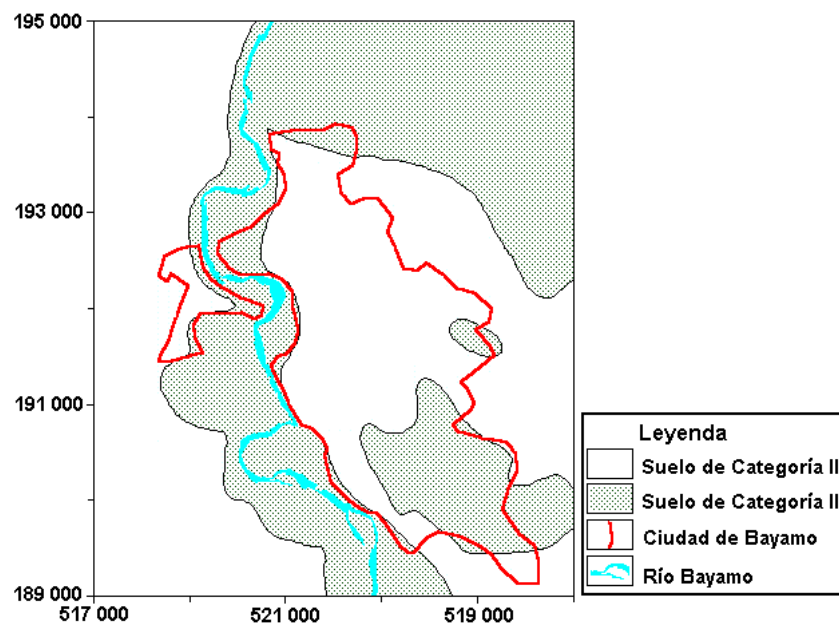 195 000
193 000
191 000
189 000
517 000
521 000
519 000
Leyenda
Suelo de Categoría II
Suelo de Categoría II
Ciudad de Bayamo
Río Bayamo